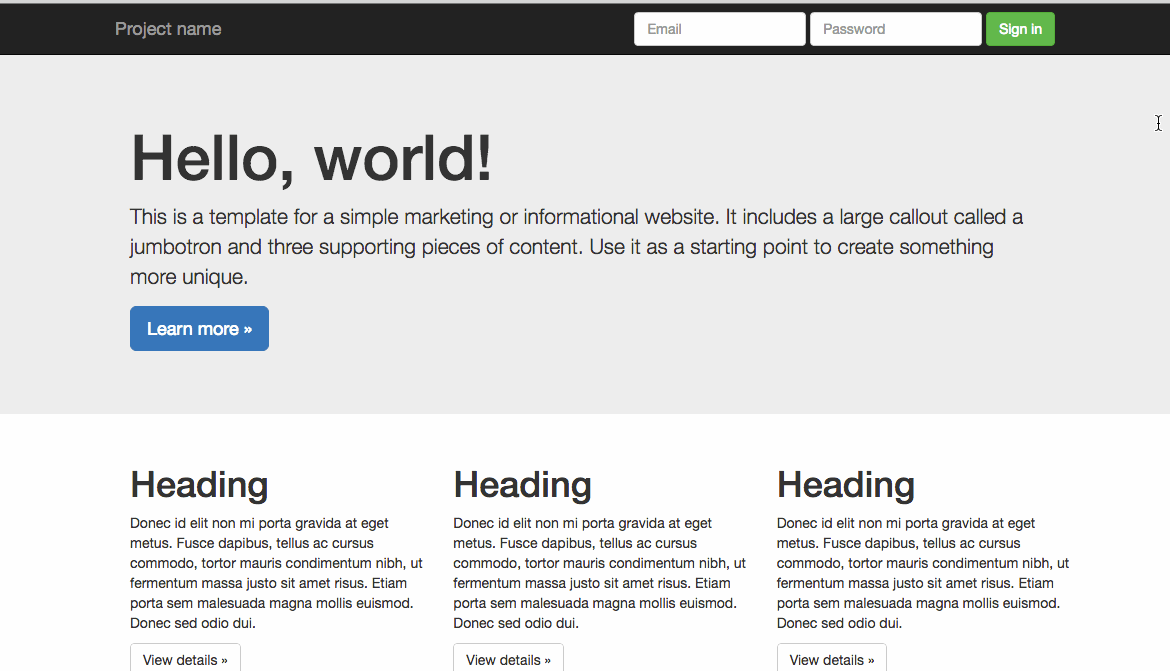 Project name
Email
Password
Sign in
Hello, world!
This is a template for a simple marketing or informational website. It includes a large callout called a
jumbotron and three supporting pieces of content. Use it as a starting point to create something
more unique.
Learn more »
Heading
Donec id elit non mi porta gravida at eget
metus. Fusce dapibus, tellus ac cursus
commodo, tortor mauris condimentum nibh, ut
fermentum massa justo sit amet risus. Etiam
porta sem malesuada magna mollis euismod.
Donec sed odio dui.
View details »
Heading
Donec id elit non mi porta gravida at eget
metus. Fusce dapibus, tellus ac cursus
commodo, tortor mauris condimentum nibh, ut
fermentum massa justo sit amet risus. Etiam
porta sem malesuada magna mollis euismod.
Donec sed odio dui.
View details »
Heading
Donec id elit non mi porta gravida at eget
metus. Fusce dapibus, tellus ac cursus
commodo, tortor mauris condimentum nibh, ut
fermentum massa justo sit amet risus. Etiam
porta sem malesuada magna mollis euismod.
Donec sed odio dui.
View details »